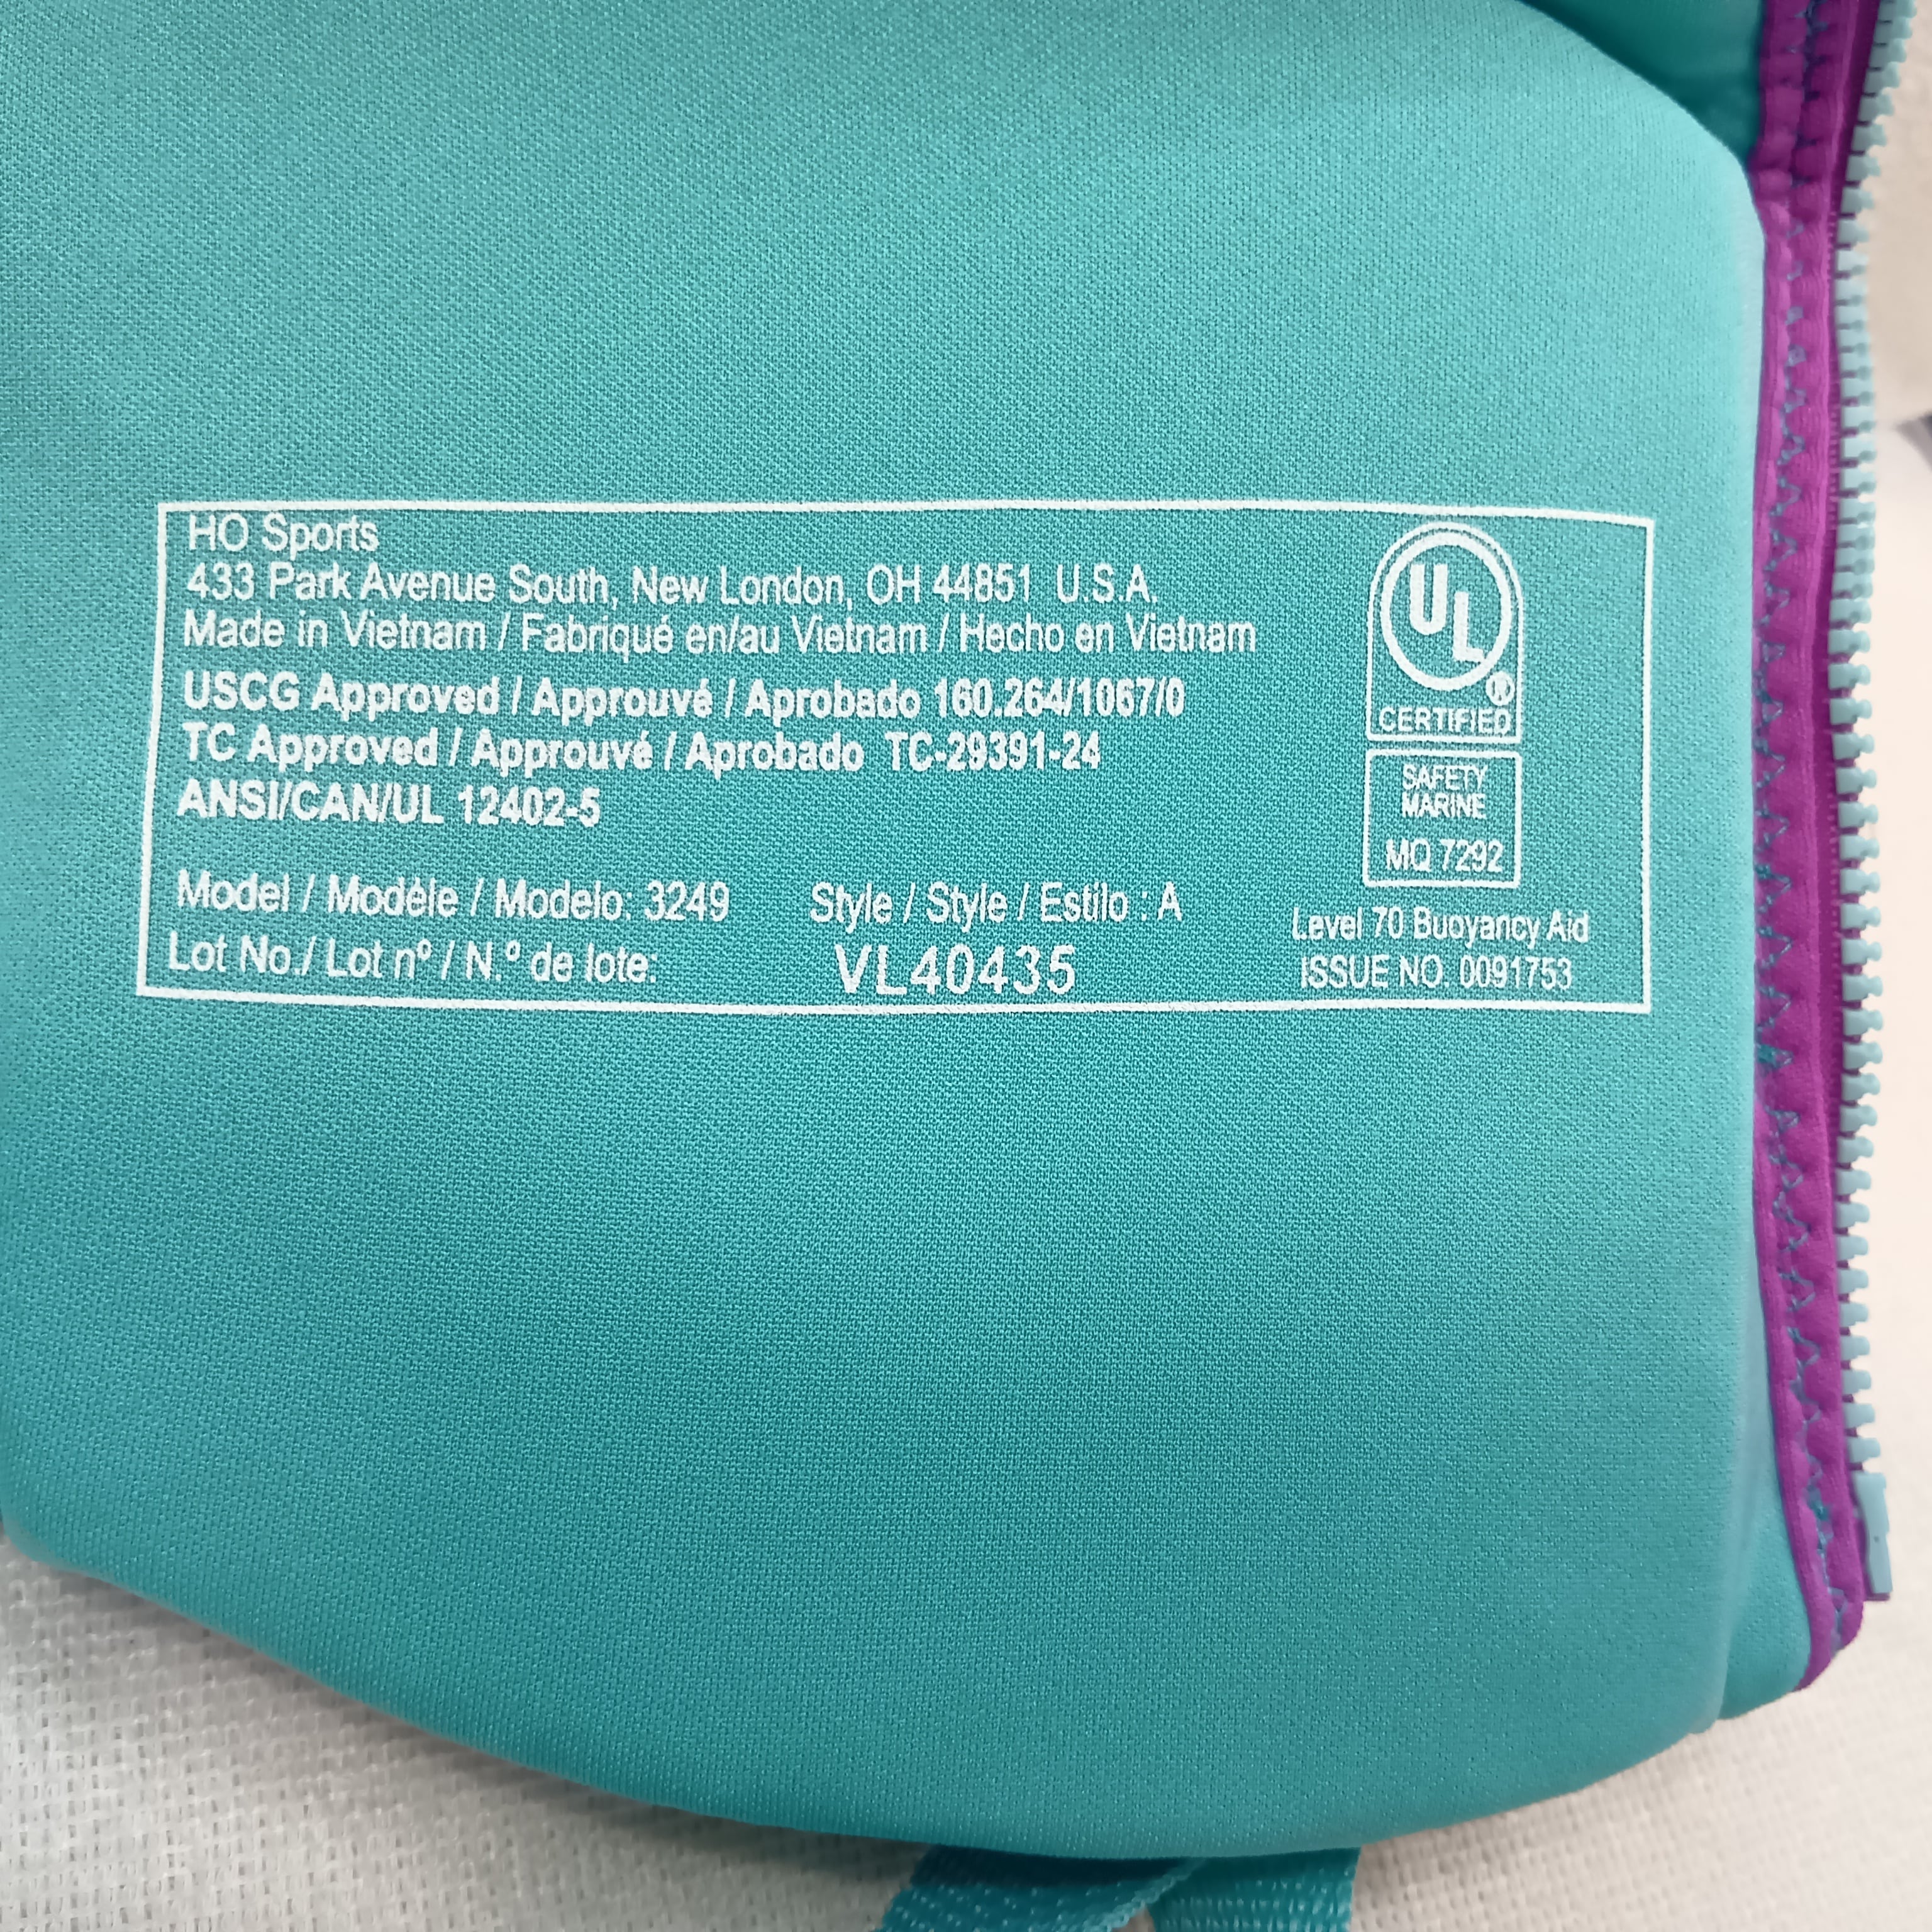 HO Sports
433 Park Avenue South, New London, OH 44851 U.S.A.
Made in Vietnam / Fabriqué en/au Vietnam / Hecho en Vietnam
USCG Approved / Approuvé / Aprobado 160.264/1067/0
TC Approved / Approuvé / Aprobado TC-29391-24
ANSI/CAN/UL 12402-5
Model / Modèle / Modelo: 3249 Style / Style / Estilo : A
Lot No./ Lot nº / N.º de lote: VL40435
UL®
CERTIFIED
SAFETY
MARINE
MQ 7292
Level 70 Buoyancy Aid
ISSUE NO. 0091753